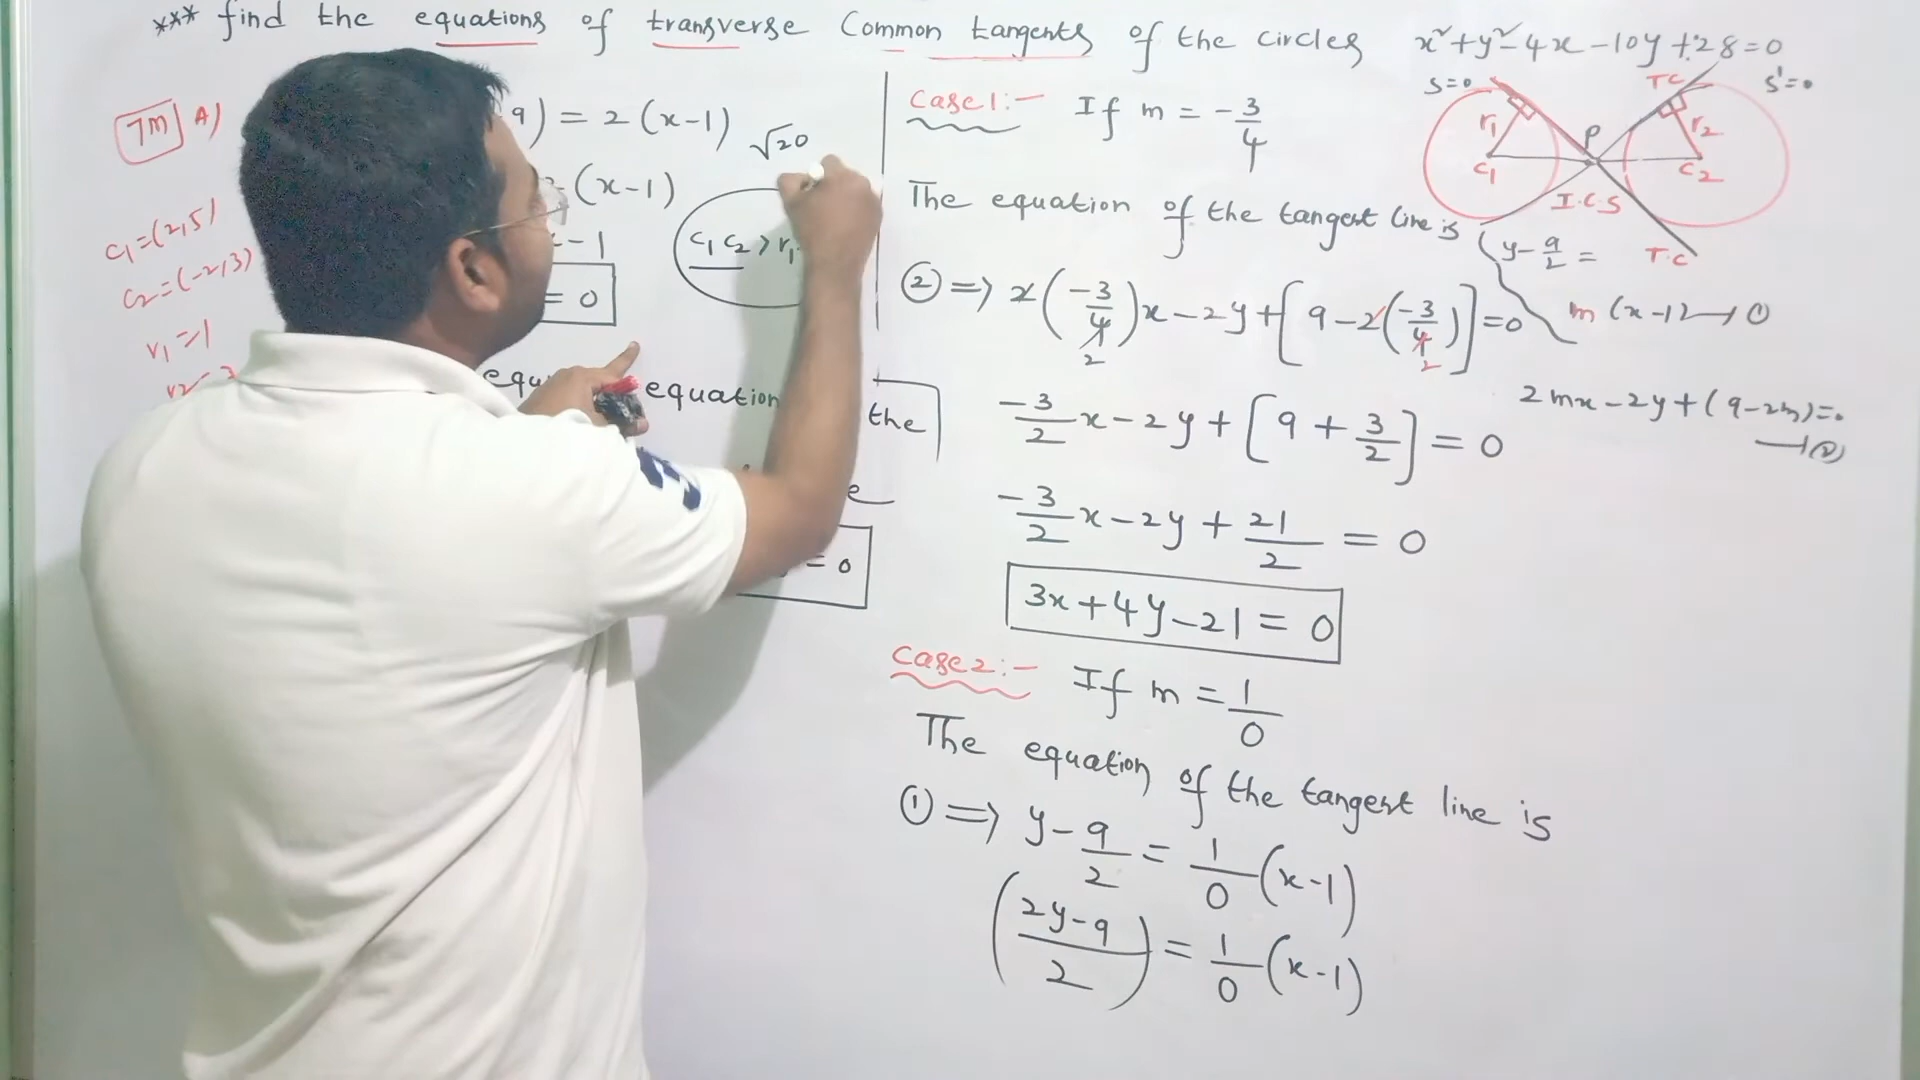 *** find the equations of transverse Common tangents of the circles x²+y²-4x-10y+28=0
7M A)
9) = 2(x-1) √20
(x-1)
-1
= 0
C₁=(2,5)
C₂=(-2,3)
r₁=1
C₁C₂ > r₁
equation
the
= 0
Case1:- If m = -3/4
The equation of the tangent line is
② => 2(-3/4)x-2y+[9-2(-3/4)]=0
2 2
-3/2 x-2y+[9+3/2]=0
-3/2 x-2y+21/2=0
3x+4y-21=0
Case2:- If m=1/0
The equation of the tangent line is
① => y-9/2=1/0(x-1)
(2y-9/2)=1/0(x-1)
S=0 T.C S'=0
r₁ P r₂
C₁ C₂
I.C.S
T.C
y-9/2=
m(x-1)→①
2mx-2y+(9-2m)=0
→②